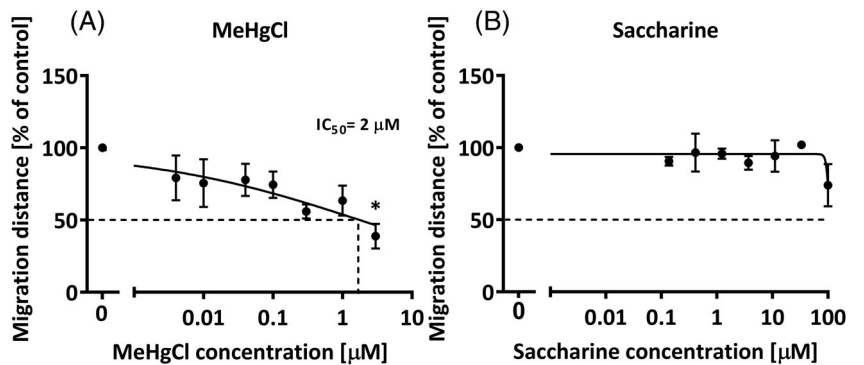 (A)
MeHgCl
Migration distance [% of control]
150
100
50
0
IC50= 2 μM
*
0
0.01
0.1
1
10
MeHgCl concentration [μM]
(B)
Saccharine
Migration distance [% of control]
150
100
50
0
0
0.01
0.1
1
10
100
Saccharine concentration [μM]